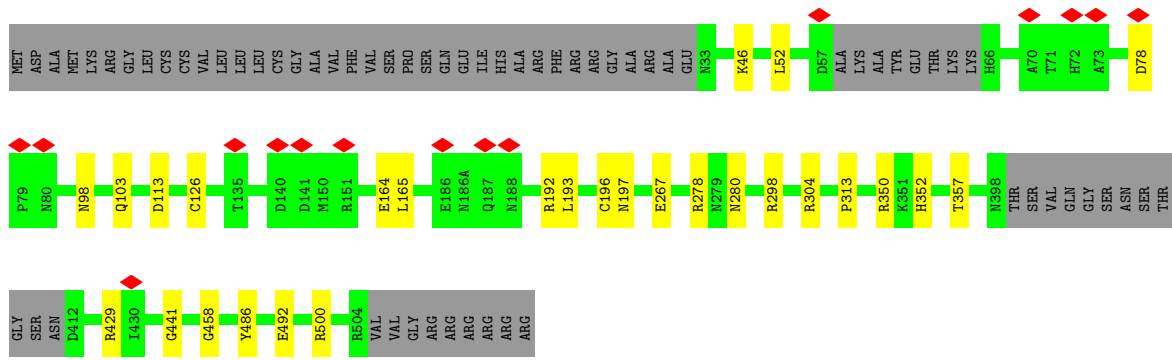 MET ASP ALA MET LYS ARG GLY LEU CYS CYS VAL LEU LEU LEU CYS GLY ALA VAL PHE VAL SER PRO SER GLN GLU ILE HIS ALA ARG PHE ARG ARG GLY ALA ARG ALA GLU N33 K46 L52 D57 ALA LYS ALA TYR GLU THR LYS LYS H66 A70 T71 H72 A73 D78
P79 N80 N98 Q103 D113 C126 T135 D140 D141 M150 R151 E164 L165 E186 N186A Q187 N188 R192 L193 C196 N197 E267 R278 N279 N280 R298 R304 P313 R350 K351 H352 T357 N398 THR SER VAL GLN GLY SER ASN SER THR
GLY SER ASN D412 R429 I430 G441 G458 Y486 E492 R500 R504 VAL VAL GLY ARG ARG ARG ARG ARG ARG